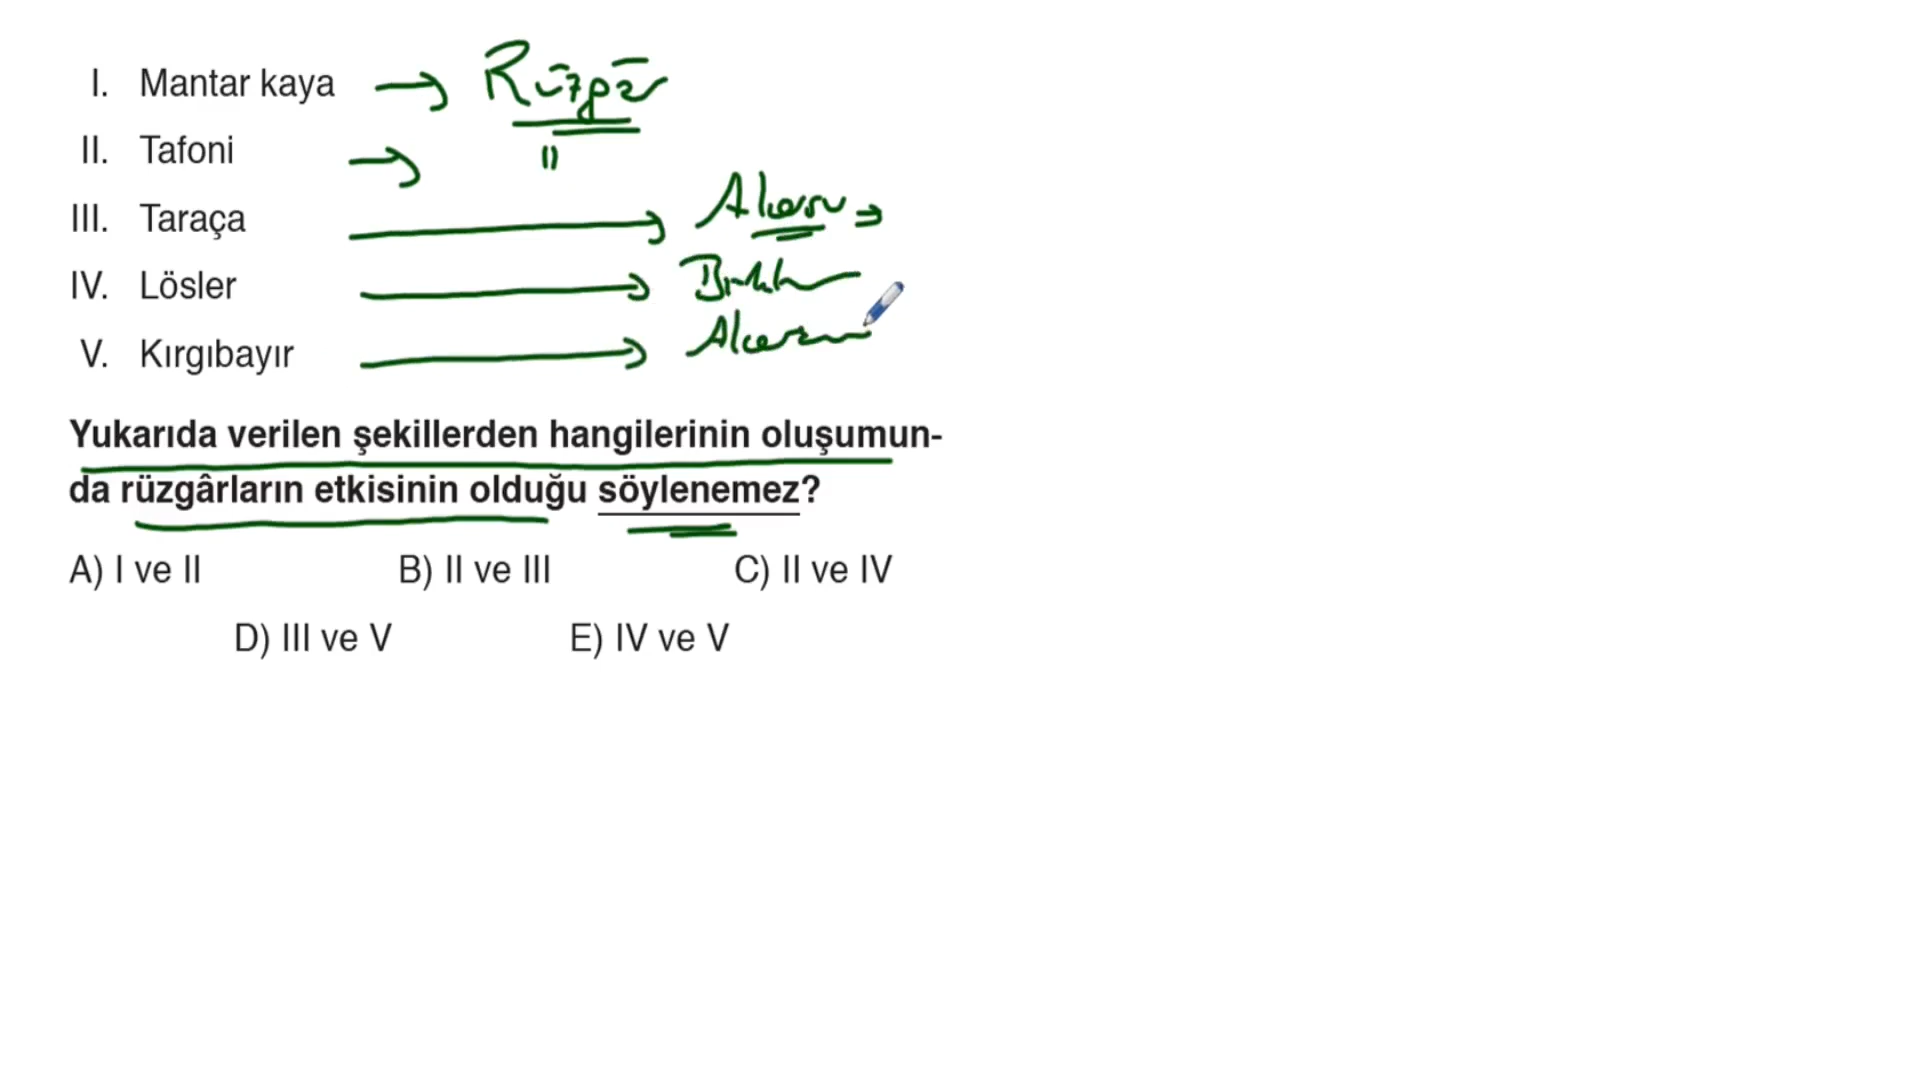 I. Mantar kaya → Rüzgâr
II. Tafoni → "
III. Taraça → Akarsu ⇒
IV. Lösler →
V. Kırgıbayır → Akarsu
Yukarıda verilen şekillerden hangilerinin oluşumun-
da rüzgârların etkisinin olduğu söylenemez?
A) I ve II B) II ve III C) II ve IV
D) III ve V E) IV ve V